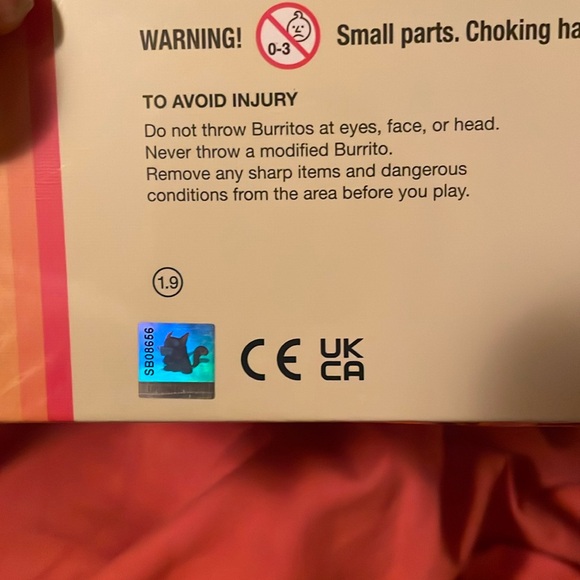 WARNING!
0-3
Small parts. Choking
TO AVOID INJURY
Do not throw Burritos at eyes, face, or head.
Never throw a modified Burrito.
Remove any sharp items and dangerous
conditions from the area before you play.
1.9
SB08656
CE
UK
CA